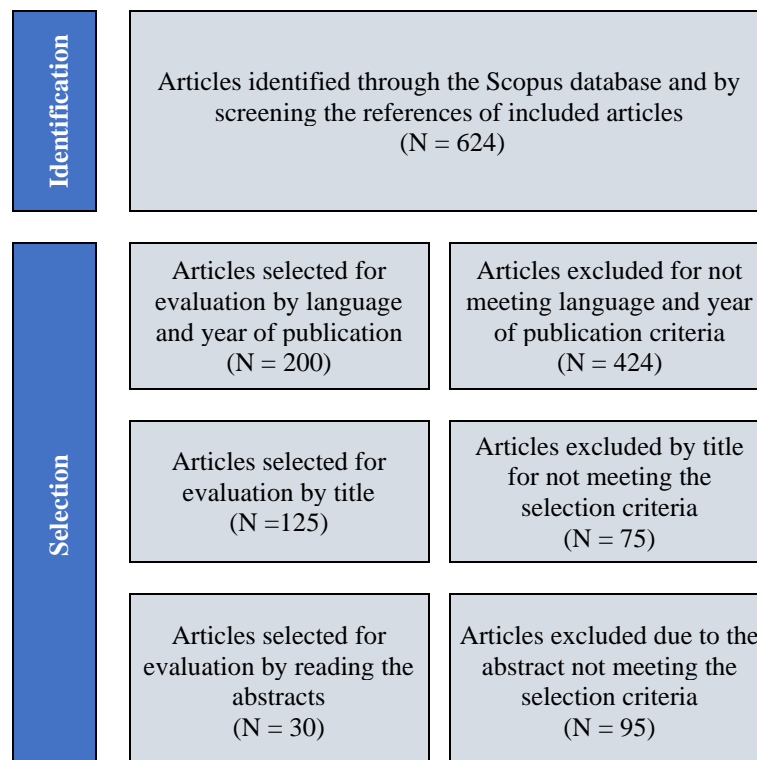 Identification
Articles identified through the Scopus database and by
screening the references of included articles
(N = 624)
Selection
Articles selected for
evaluation by language
and year of publication
(N = 200)
Articles excluded for not
meeting language and year
of publication criteria
(N = 424)
Articles selected for
evaluation by title
(N =125)
Articles excluded by title
for not meeting the
selection criteria
(N = 75)
Articles selected for
evaluation by reading the
abstracts
(N = 30)
Articles excluded due to the
abstract not meeting the
selection criteria
(N = 95)